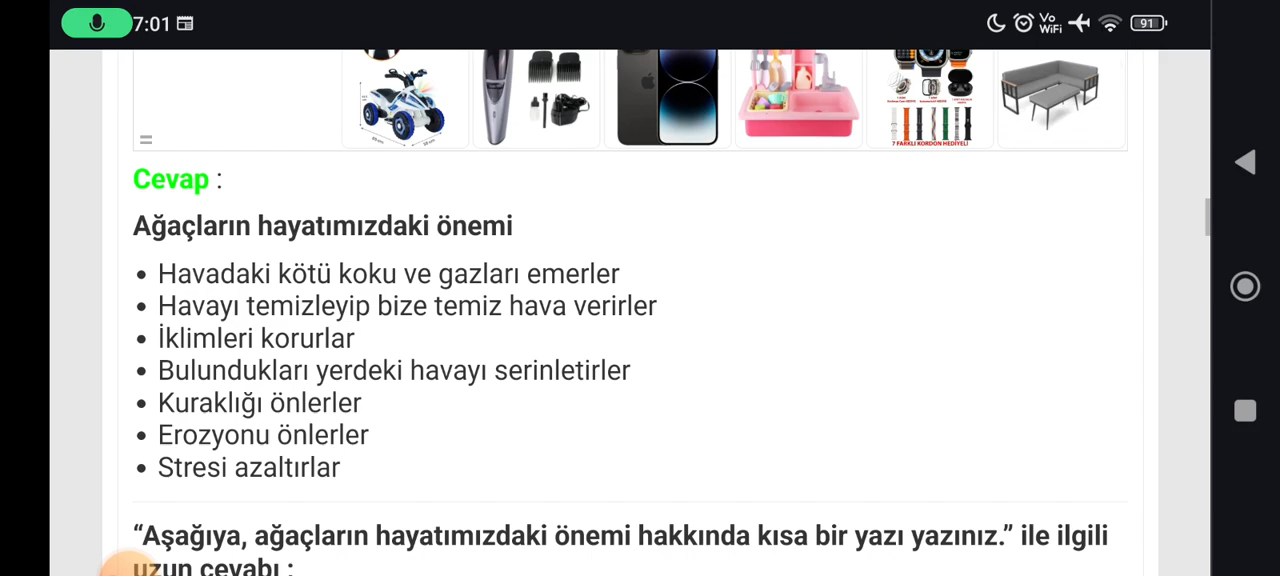 7:01
Vo
WiFi
91
7 FARKLI KORDON HEDİYELİ
Cevap :
Ağaçların hayatımızdaki önemi
• Havadaki kötü koku ve gazları emerler
• Havayı temizleyip bize temiz hava verirler
• İklimleri korurlar
• Bulundukları yerdeki havayı serinletirler
• Kuraklığı önlerler
• Erozyonu önlerler
• Stresi azaltırlar
“Aşağıya, ağaçların hayatımızdaki önemi hakkında kısa bir yazı yazınız.” ile ilgili
uzun cevabı :